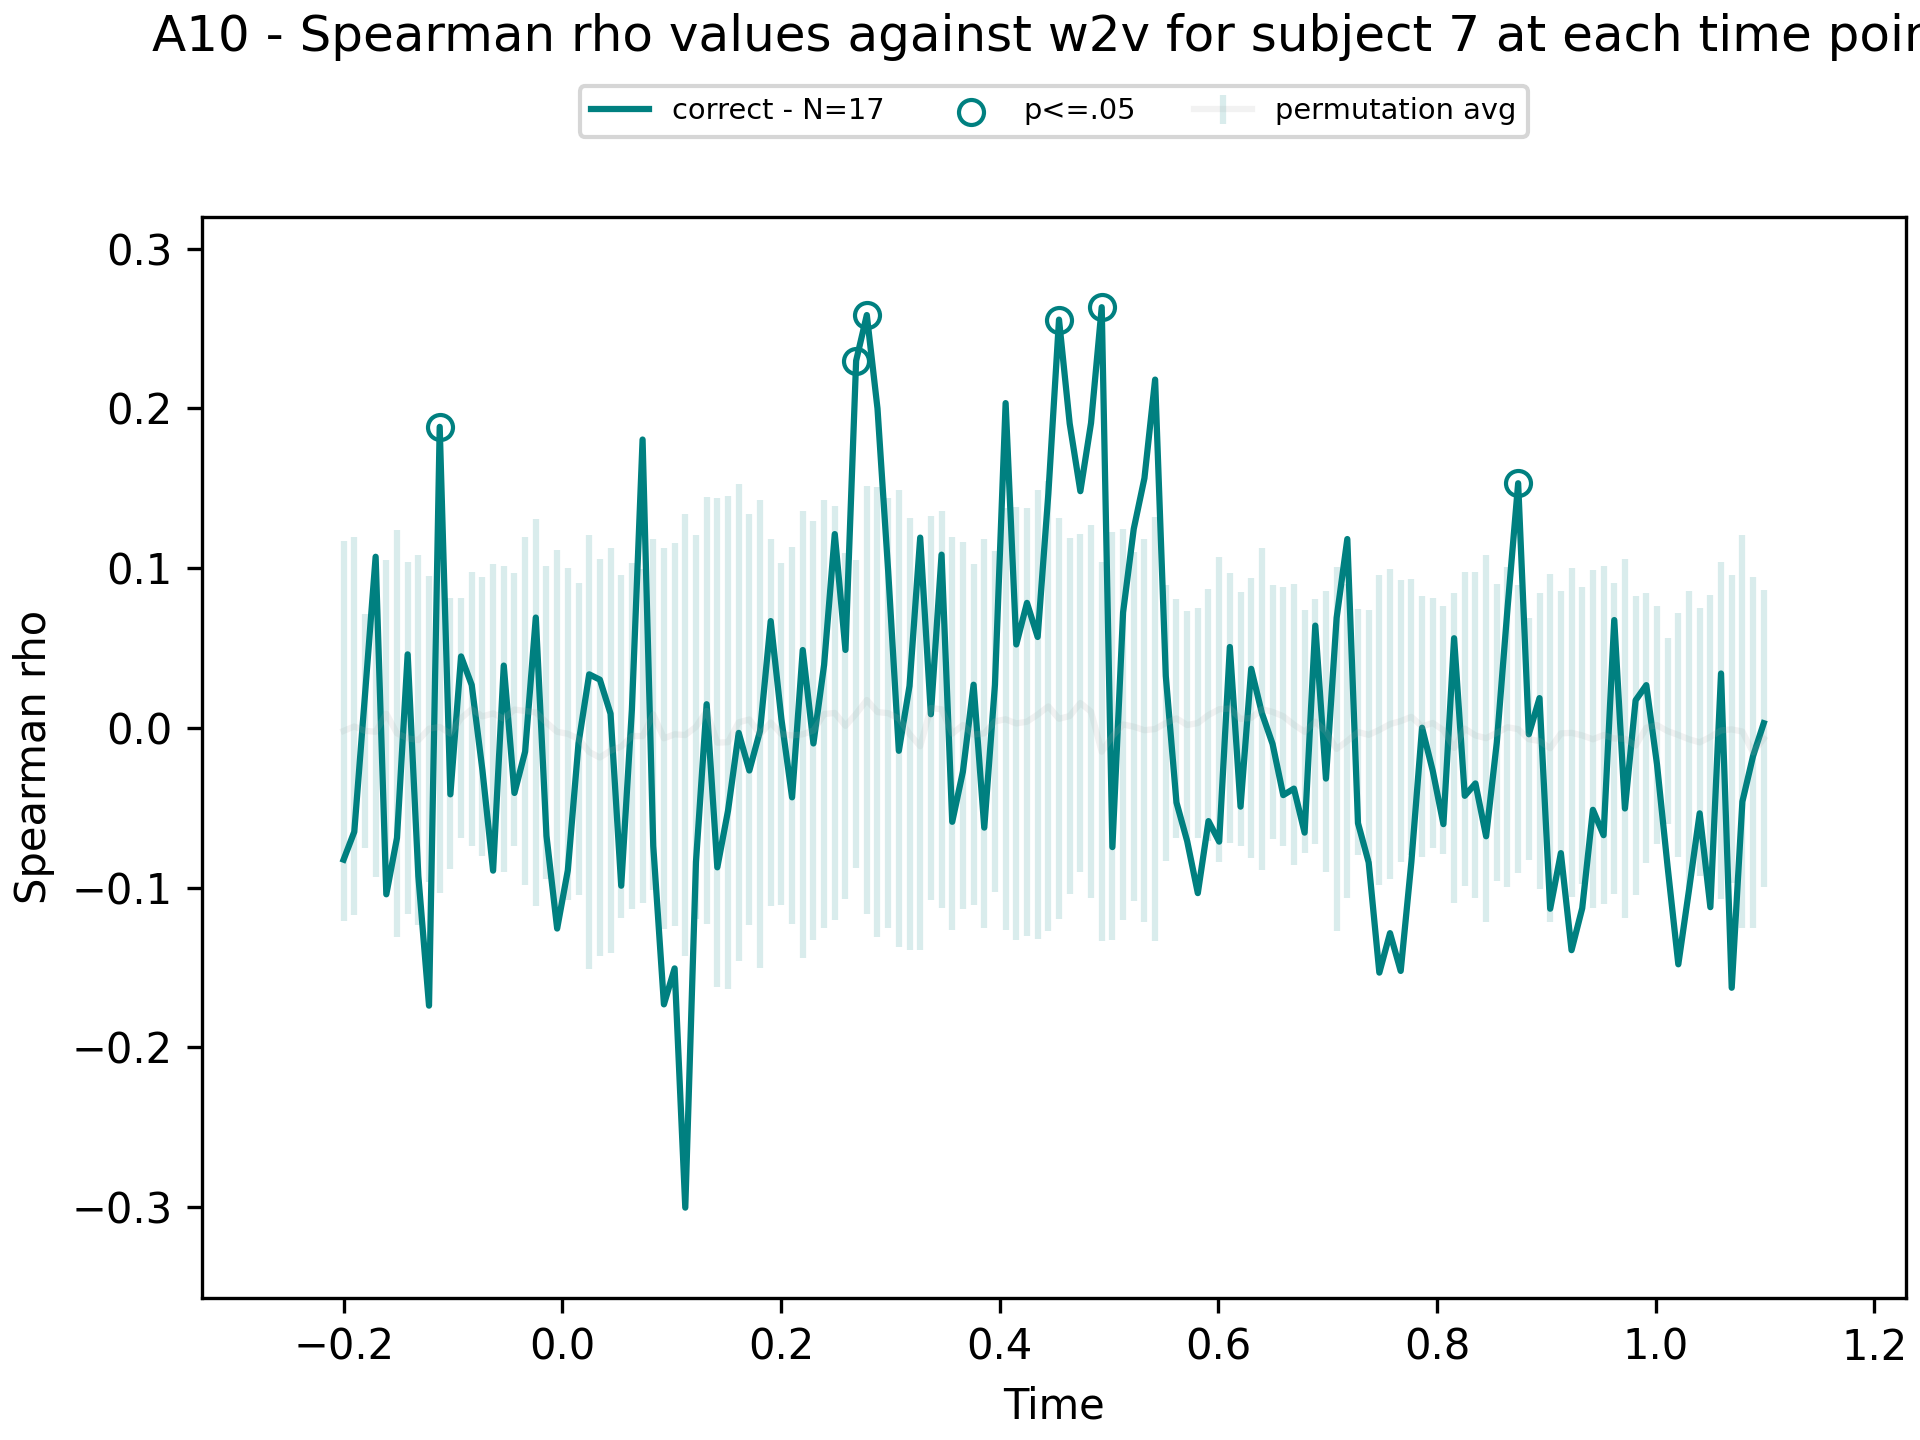 A10 - Spearman rho values against w2v for subject 7 at each time
correct - N=17 p<=.05 permutation avg
0.3
0.2
0.1
0.0
−0.1
−0.2
−0.3
Spearman rho
−0.2 0.0 0.2 0.4 0.6 0.8 1.0 1.2
Time